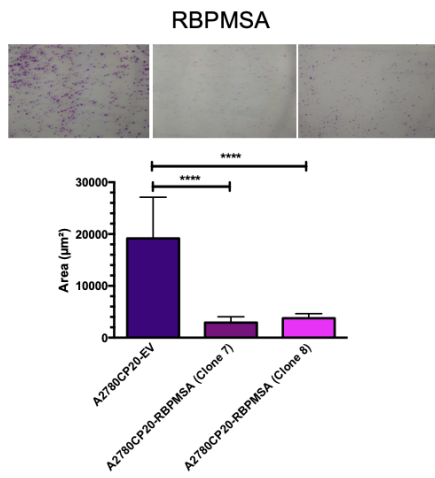 RBPMSA
****
****
30000
20000
10000
0
Area (µm²)
A2780CP20-EV
A2780CP20-RBPMSA (Clone 7)
A2780CP20-RBPMSA (Clone 8)